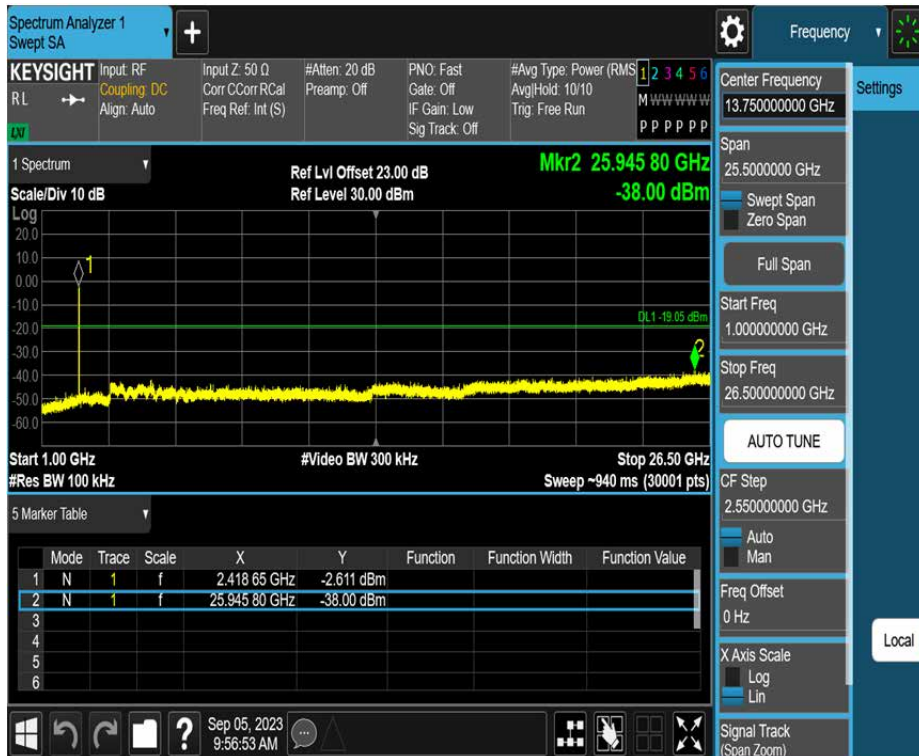 Spectrum Analyzer 1
Swept SA
+
Frequency
KEYSIGHT
RL
LXI
Input: RF
Coupling: DC
Align: Auto
Input Z: 50 Ω
Corr CCorr RCal
Freq Ref: Int (S)
#Atten: 20 dB
Preamp: Off
PNO: Fast
Gate: Off
IF Gain: Low
Sig Track: Off
#Avg Type: Power (RMS
Avg|Hold: 10/10
Trig: Free Run
1 2 3 4 5 6
M W W W W W
P P P P P P
1 Spectrum
Scale/Div 10 dB
Ref Lvl Offset 23.00 dB
Ref Level 30.00 dBm
Mkr2 25.945 80 GHz
-38.00 dBm
Log
20.0
10.0
0.00
-10.0
-20.0
-30.0
-40.0
-50.0
-60.0
1
DL1 -19.05 dBm
2
Start 1.00 GHz
#Res BW 100 kHz
#Video BW 300 kHz
Stop 26.50 GHz
Sweep ~940 ms (30001 pts)
5 Marker Table
Mode Trace Scale X Y Function Function Width Function Value
1 N 1 f 2.418 65 GHz -2.611 dBm
2 N 1 f 25.945 80 GHz -38.00 dBm
3
4
5
6
?
Sep 05, 2023
9:56:53 AM
Center Frequency
13.750000000 GHz
Span
25.5000000 GHz
Swept Span
Zero Span
Full Span
Start Freq
1.000000000 GHz
Stop Freq
26.500000000 GHz
AUTO TUNE
CF Step
2.550000000 GHz
Auto
Man
Freq Offset
0 Hz
X Axis Scale
Log
Lin
Signal Track
(Span Zoom)
Settings
Local